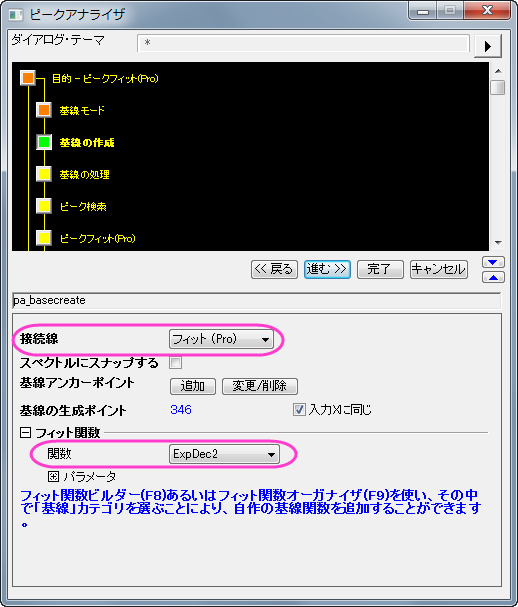 ピークアナライザ
ダイアログ・テーマ
*
目的 - ピークフィット(Pro)
基線モード
基線の作成
基線の処理
ピーク検索
ピークフィット(Pro)
<< 戻る 進む >> 完了 キャンセル
pa_basecreate
接続線 フィット (Pro)
スペクトルにスナップする
基線アンカーポイント 追加 変更/削除
基線の生成ポイント 346 入力Xに同じ
フィット関数
関数 ExpDec2
パラメータ
フィット関数ビルダー(F8)あるいはフィット関数オーガナイザ(F9)を使い、その中
で「基線」カテゴリを選ぶことにより、自作の基線関数を追加することができます
。